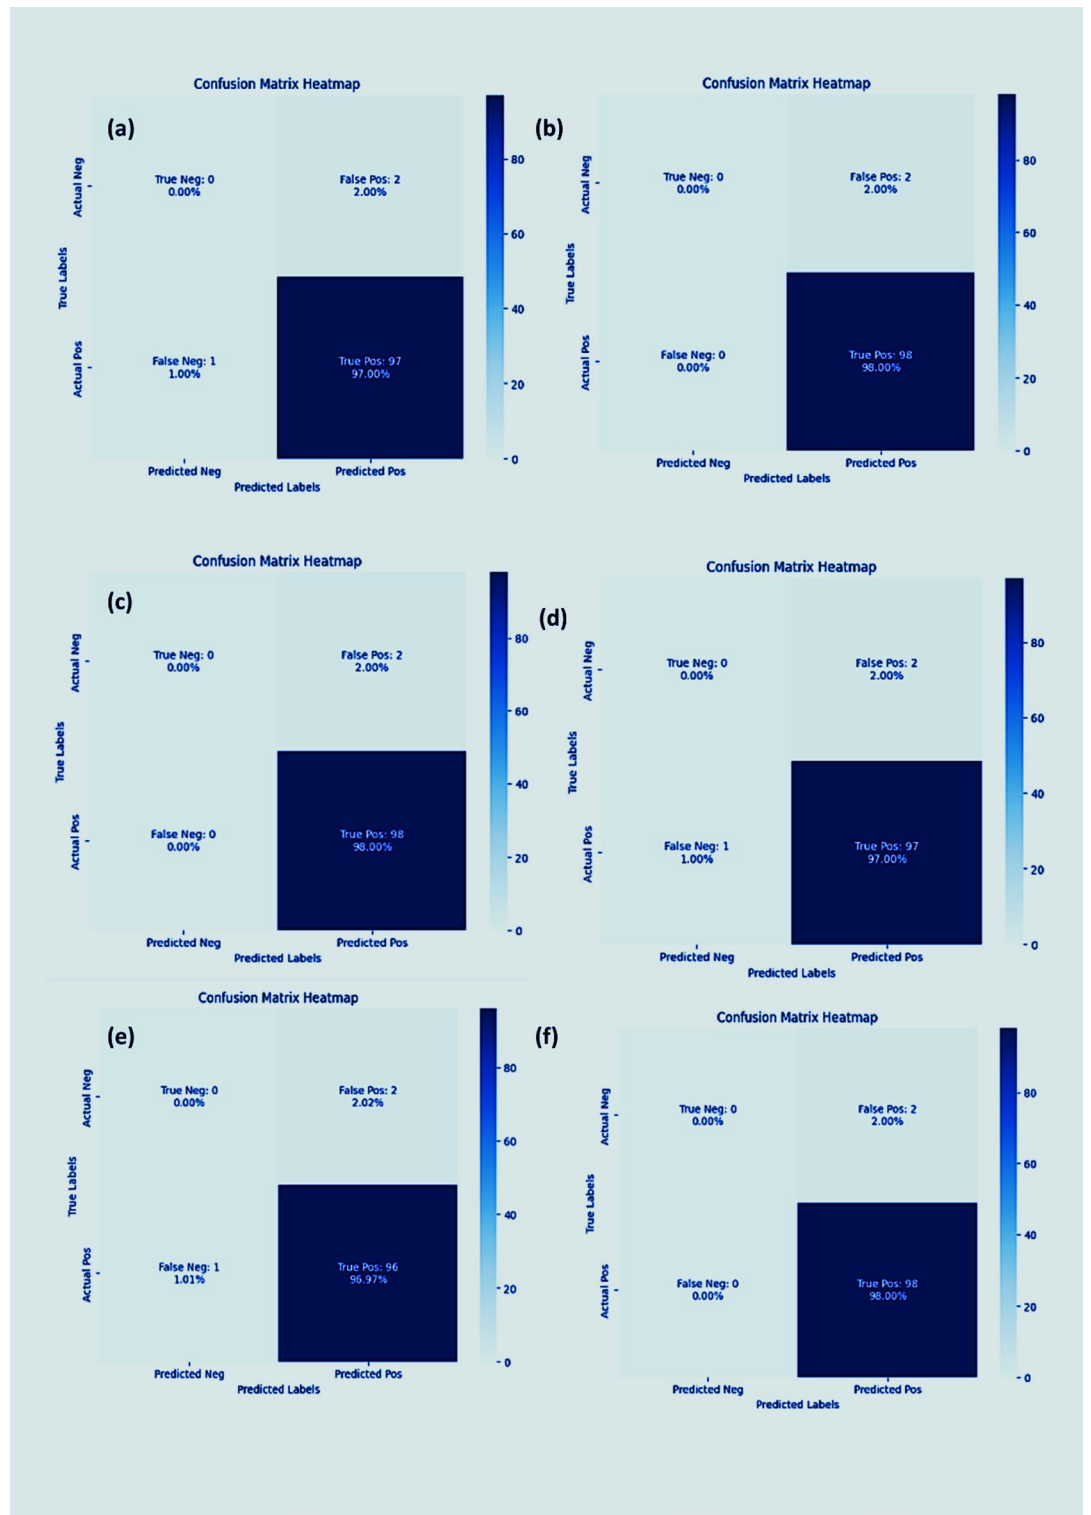 Confusion Matrix Heatmap
(a)
80
60
40
20
0
True Labels
Actual Neg
Actual Pos
True Neg: 0
0.00%
False Pos: 2
2.00%
False Neg: 1
1.00%
True Pos: 97
97.00%
Predicted Neg
Predicted Pos
Predicted Labels
Confusion Matrix Heatmap
(b)
80
60
40
20
0
True Labels
Actual Neg
Actual Pos
True Neg: 0
0.00%
False Pos: 2
2.00%
False Neg: 0
0.00%
True Pos: 98
98.00%
Predicted Neg
Predicted Pos
Predicted Labels
Confusion Matrix Heatmap
(c)
80
60
40
20
0
True Labels
Actual Neg
Actual Pos
True Neg: 0
0.00%
False Pos: 2
2.00%
False Neg: 0
0.00%
True Pos: 98
98.00%
Predicted Neg
Predicted Pos
Predicted Labels
Confusion Matrix Heatmap
(d)
80
60
40
20
0
True Labels
Actual Neg
Actual Pos
True Neg: 0
0.00%
False Pos: 2
2.00%
False Neg: 1
1.00%
True Pos: 97
97.00%
Predicted Neg
Predicted Pos
Predicted Labels
Confusion Matrix Heatmap
(e)
80
60
40
20
0
True Labels
Actual Neg
Actual Pos
True Neg: 0
0.00%
False Pos: 2
2.02%
False Neg: 1
1.01%
True Pos: 96
96.97%
Predicted Neg
Predicted Pos
Predicted Labels
Confusion Matrix Heatmap
(f)
80
60
40
20
0
True Labels
Actual Neg
Actual Pos
True Neg: 0
0.00%
False Pos: 2
2.00%
False Neg: 0
0.00%
True Pos: 98
98.00%
Predicted Neg
Predicted Pos
Predicted Labels